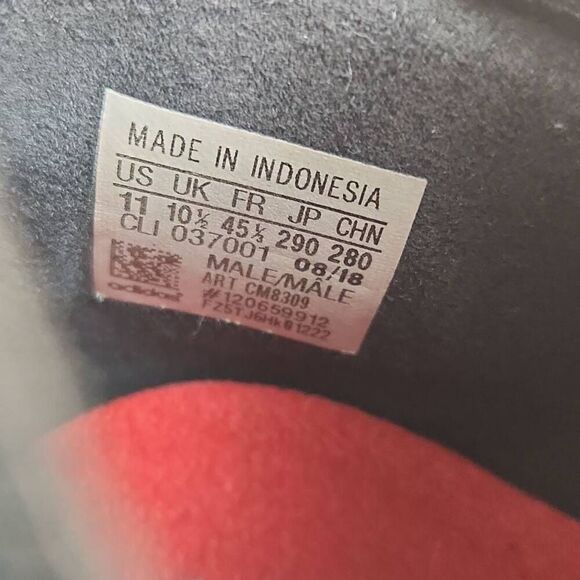 MADE IN INDONESIA
US UK FR JP CHN
11 10½ 45⅓ 290 280
CLI 037001 08/18
MALE/MÂLE
ART CM8309
adidas #120659912